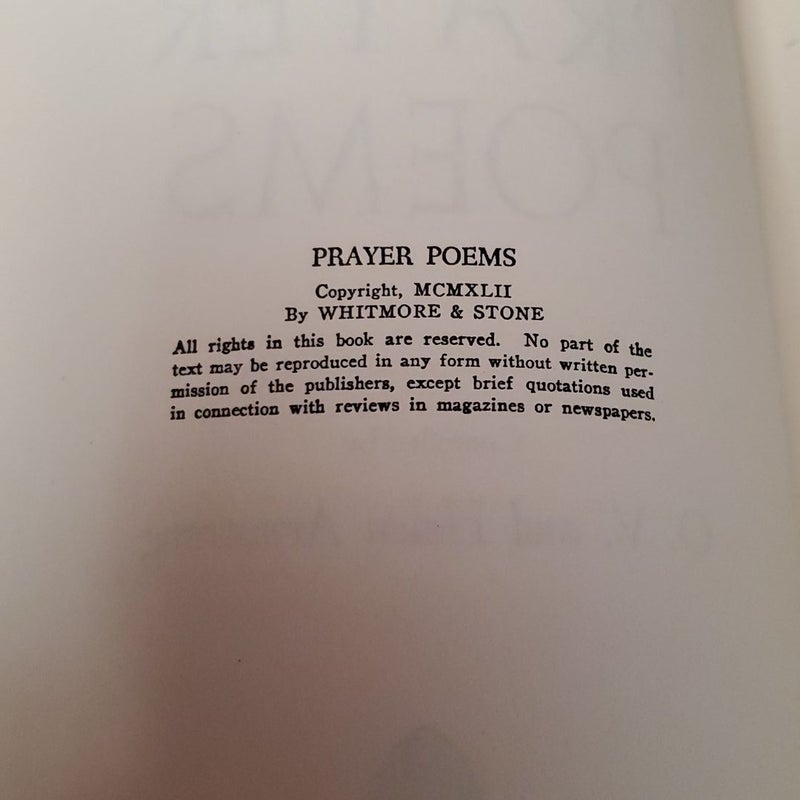 PRAYER POEMS
Copyright, MCMXLII
By WHITMORE & STONE
All rights in this book are reserved. No part of the
text may be reproduced in any form without written per-
mission of the publishers, except brief quotations used
in connection with reviews in magazines or newspapers.